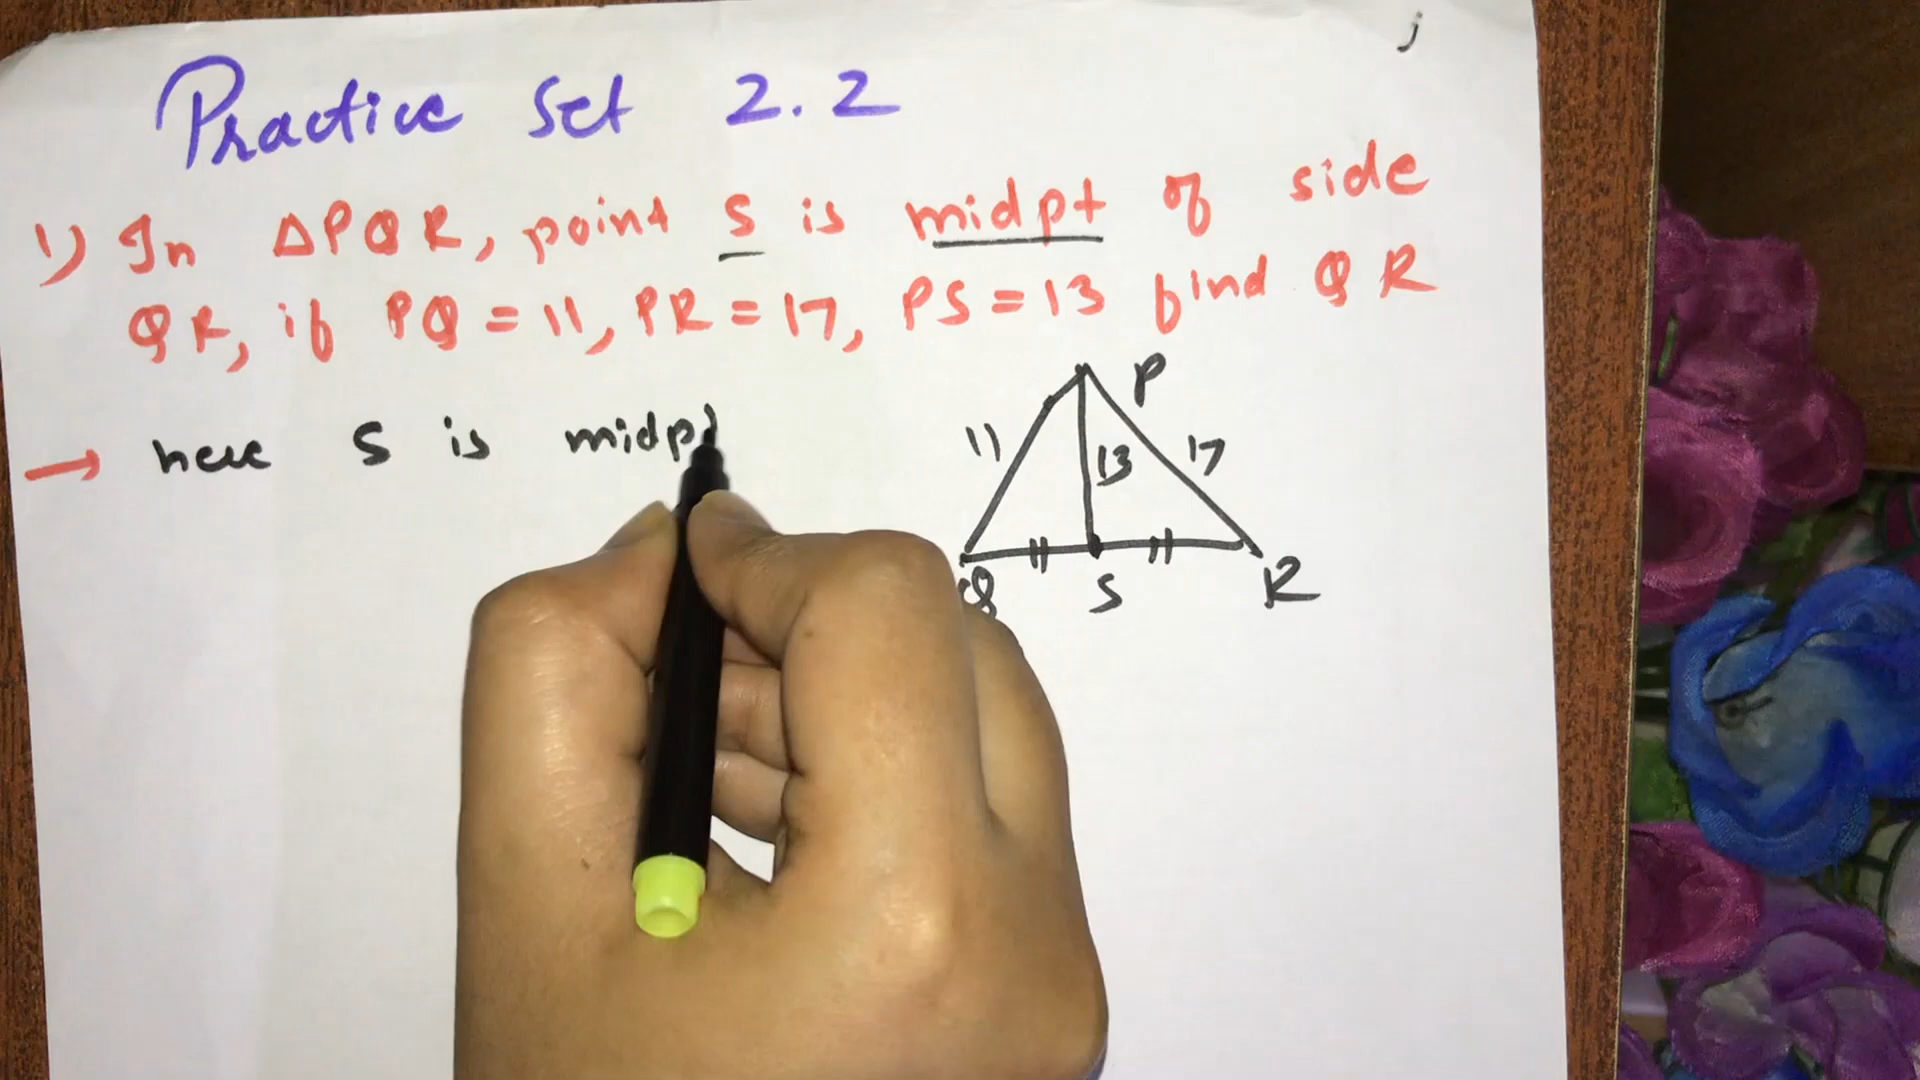 Practice Set 2.2
1) In ΔPQR, point S is midpt of side
QR, if PQ = 11, PR = 17, PS = 13 find QR
→ here S is midpt
P
11 13 17
Q S R